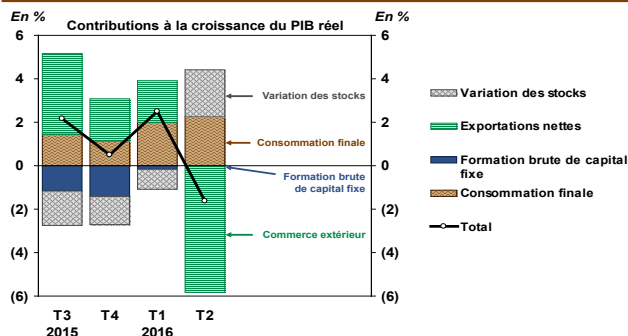 En %
Contributions à la croissance du PIB réel
En %
6
4
2
0
(2)
(4)
(6)
6
4
2
0
(2)
(4)
(6)
Variation des stocks
Consommation finale
Formation brute
de capital fixe
Commerce extérieur
T3
T4
T1
T2
2015
2016
Variation des stocks
Exportations nettes
Formation brute de capital
fixe
Consommation finale
Total